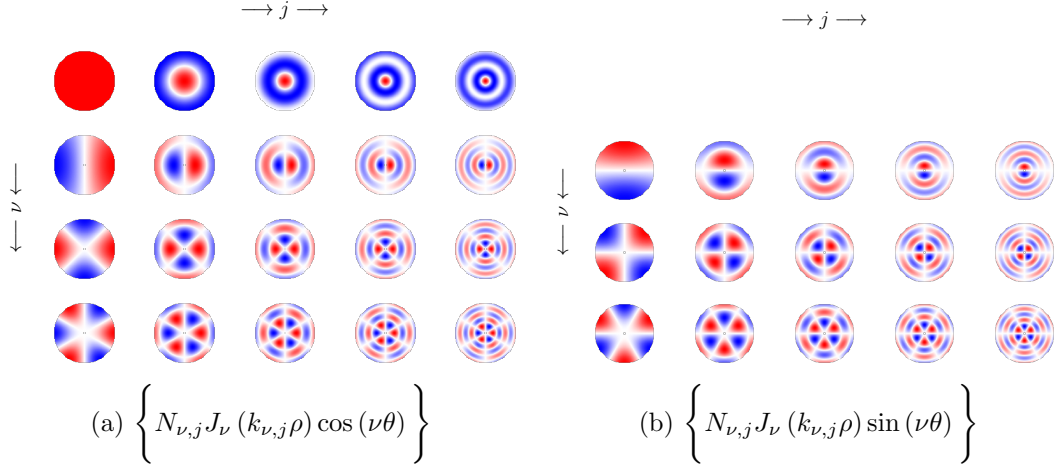 ⟶ j ⟶
⟶ j ⟶
⟵ ν ⟵
⟵ ν ⟵
(a) { N_{ν,j} J_ν (k_{ν,j} ρ) cos (νθ) }
(b) { N_{ν,j} J_ν (k_{ν,j} ρ) sin (νθ) }